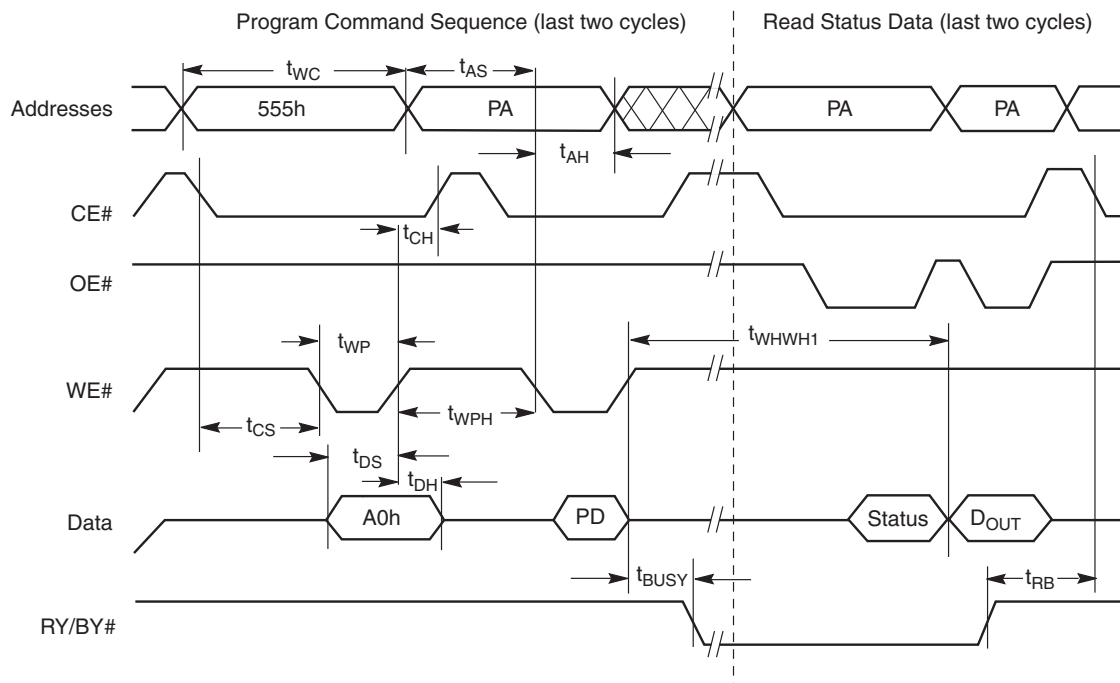 Program Command Sequence (last two cycles)
Read Status Data (last two cycles)
tWC
tAS
Addresses
555h
PA
PA
PA
tAH
CE#
tCH
OE#
tWP
tWHWH1
WE#
tCS
tWPH
tDS
tDH
Data
A0h
PD
Status
DOUT
tBUSY
tRB
RY/BY#